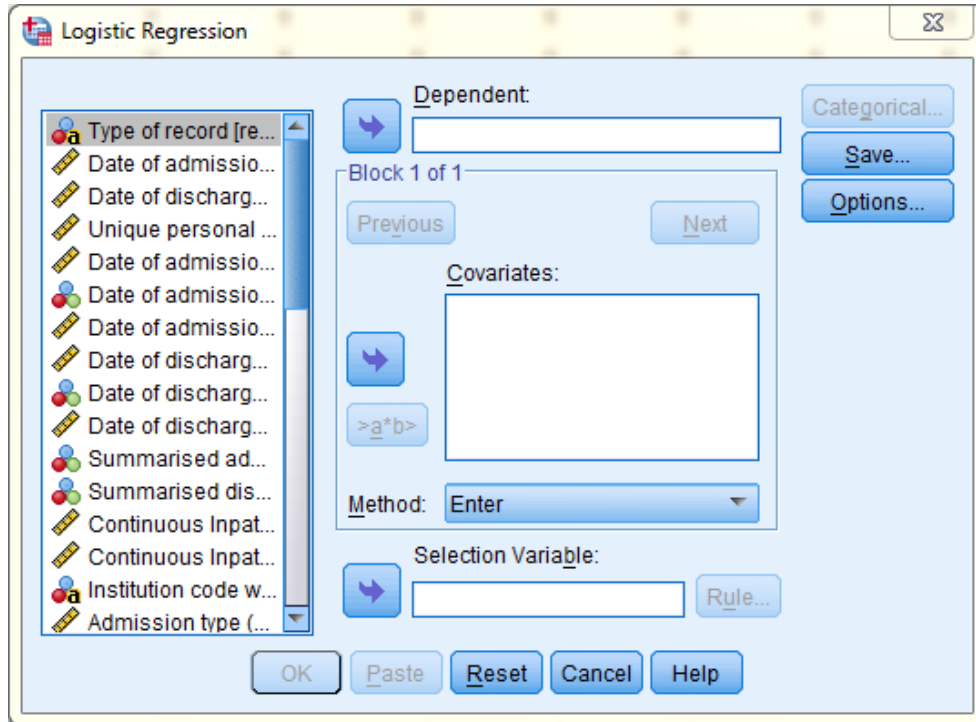 Logistic Regression
Type of record [re...
Date of admissio...
Date of discharg...
Unique personal ...
Date of admissio...
Date of admissio...
Date of admissio...
Date of discharg...
Date of discharg...
Date of discharg...
Summarised ad...
Summarised dis...
Continuous Inpat...
Continuous Inpat...
Institution code w...
Admission type (...
Dependent:
Block 1 of 1
Previous
Next
Covariates:
>a*b>
Method: Enter
Selection Variable:
Rule...
Categorical...
Save...
Options...
OK
Paste
Reset
Cancel
Help